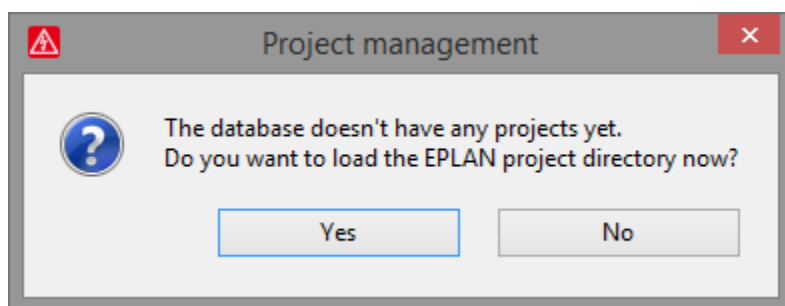 Project management
The database doesn't have any projects yet.
Do you want to load the EPLAN project directory now?
Yes
No